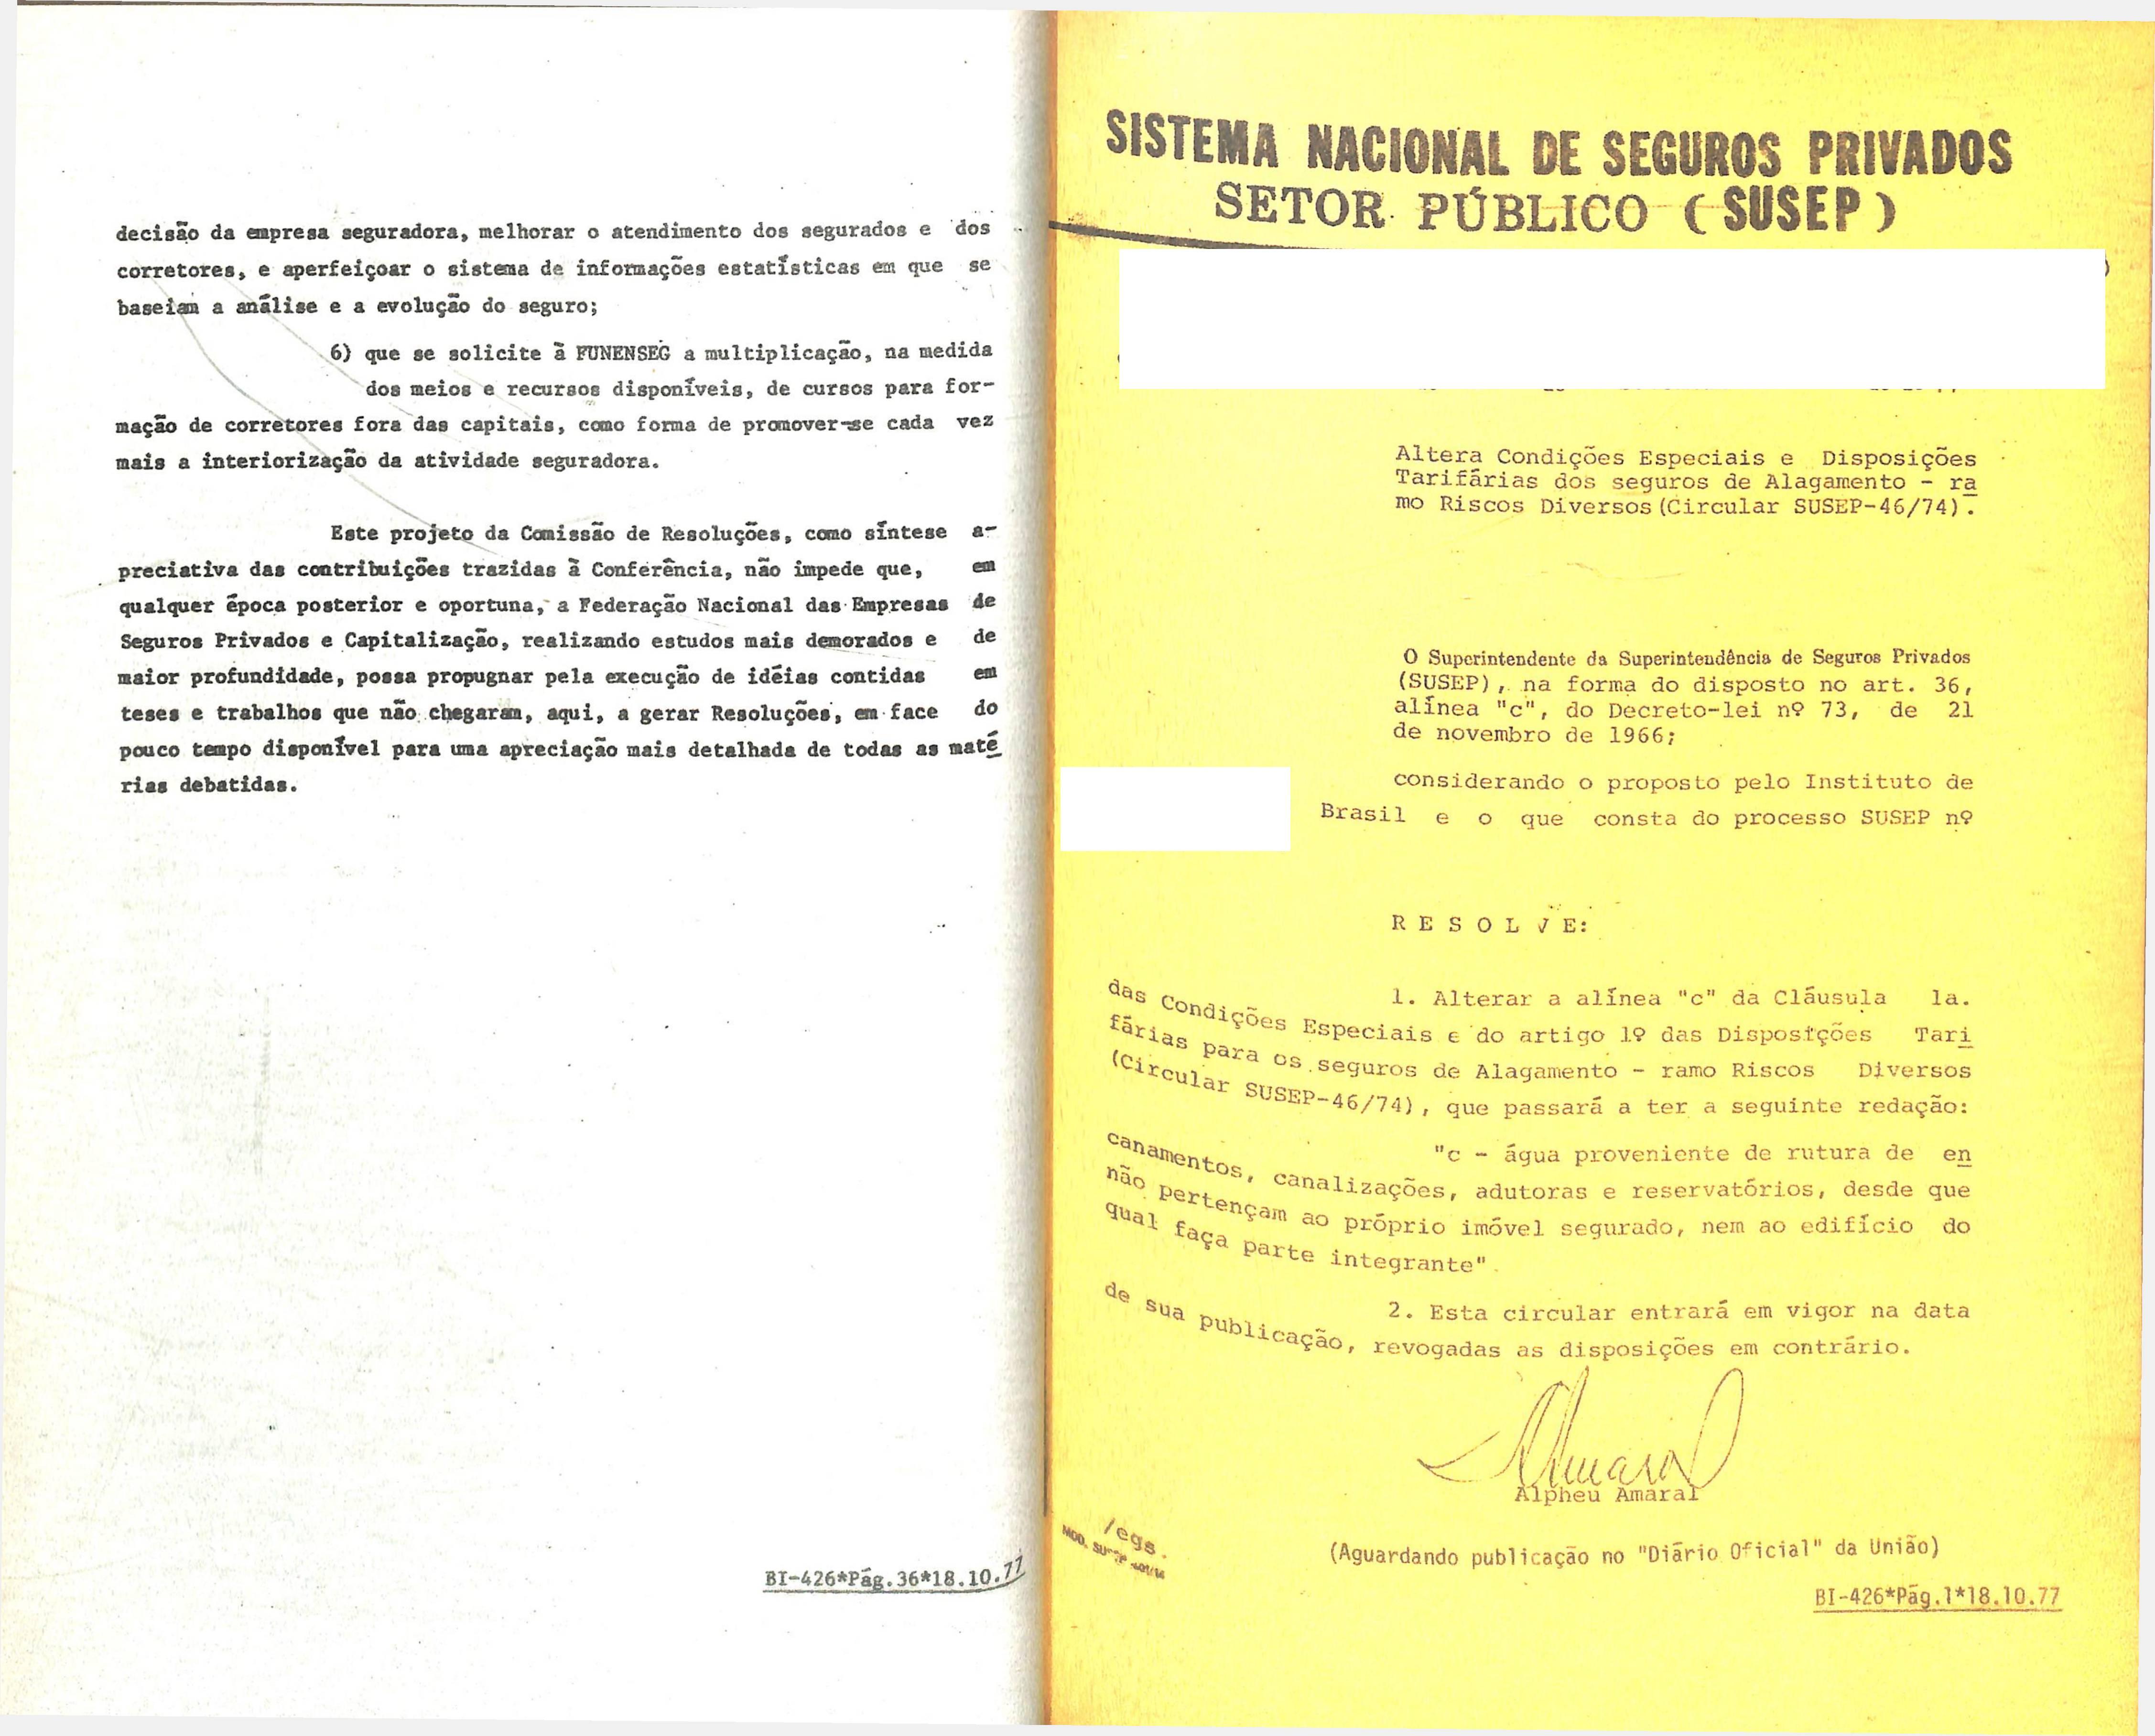 decisão da empresa seguradora, melhorar o atendimento dos segurados e dos
corretores, e aperfeiçoar o sistema de informações estatísticas em que se
baseiam a análise e a evolução do seguro;
6) que se solicite à FUNENSEG a multiplicação, na medida
dos meios e recursos disponíveis, de cursos para for-
mação de corretores fora das capitais, como forma de promover-se cada vez
mais a interiorização da atividade seguradora.
Este projeto da Comissão de Resoluções, como síntese a-
preciativa das contribuições trazidas à Conferência, não impede que, em
qualquer época posterior e oportuna, a Federação Nacional das Empresas de
Seguros Privados e Capitalização, realizando estudos mais demorados e de
maior profundidade, possa propugnar pela execução de idéias contidas em
teses e trabalhos que não chegaram, aqui, a gerar Resoluções, em face do
pouco tempo disponível para uma apreciação mais detalhada de todas as maté
rias debatidas.
BI-426*Pág.36*18.10.77
SISTEMA NACIONAL DE SEGUROS PRIVADOS
SETOR PÚBLICO (SUSEP)
Altera Condições Especiais e Disposições
Tarifárias dos seguros de Alagamento - ra
mo Riscos Diversos (Circular SUSEP-46/74).
O Superintendente da Superintendência de Seguros Privados
(SUSEP), na forma do disposto no art. 36,
alínea "c", do Decreto-lei nº 73, de 21
de novembro de 1966;
considerando o proposto pelo Instituto de
Brasil e o que consta do processo SUSEP nº
R E S O L V E:
1. Alterar a alínea "c" da Cláusula 1a.
das Condições Especiais e do artigo 1º das Disposições Tari
fárias para os seguros de Alagamento - ramo Riscos Diversos
(Circular SUSEP-46/74), que passará a ter a seguinte redação:
"c - água proveniente de rutura de en
canamentos, canalizações, adutoras e reservatórios, desde que
não pertençam ao próprio imóvel segurado, nem ao edifício do
qual faça parte integrante".
2. Esta circular entrará em vigor na data
de sua publicação, revogadas as disposições em contrário.
Alpheu Amaral
/egs.
MOD. SUSEP
(Aguardando publicação no "Diário Oficial" da União)
BI-426*Pág.1*18.10.77